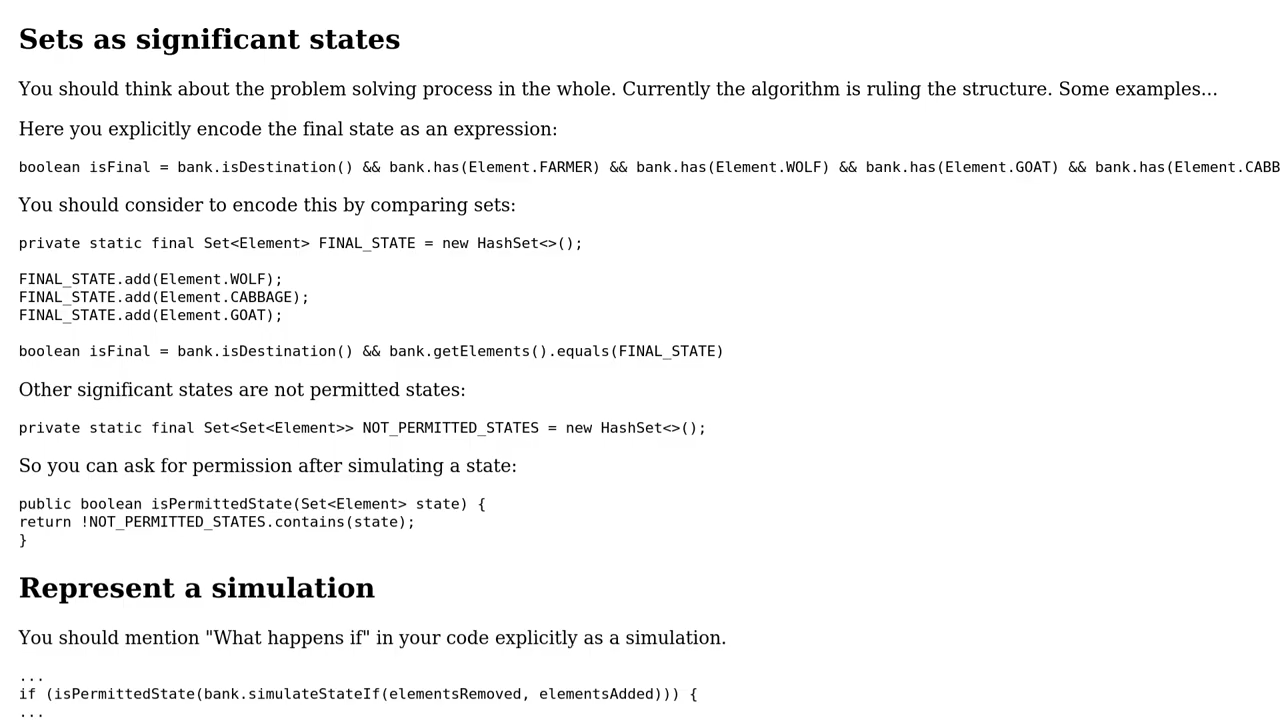 Sets as significant states
You should think about the problem solving process in the whole. Currently the algorithm is ruling the structure. Some examples...
Here you explicitly encode the final state as an expression:
boolean isFinal = bank.isDestination() && bank.has(Element.FARMER) && bank.has(Element.WOLF) && bank.has(Element.GOAT) && bank.has(Element.CABB
You should consider to encode this by comparing sets:
private static final Set<Element> FINAL_STATE = new HashSet<>();
FINAL_STATE.add(Element.WOLF);
FINAL_STATE.add(Element.CABBAGE);
FINAL_STATE.add(Element.GOAT);
boolean isFinal = bank.isDestination() && bank.getElements().equals(FINAL_STATE)
Other significant states are not permitted states:
private static final Set<Set<Element>> NOT_PERMITTED_STATES = new HashSet<>();
So you can ask for permission after simulating a state:
public boolean isPermittedState(Set<Element> state) {
return !NOT_PERMITTED_STATES.contains(state);
}
Represent a simulation
You should mention "What happens if" in your code explicitly as a simulation.
...
if (isPermittedState(bank.simulateStateIf(elementsRemoved, elementsAdded))) {
...